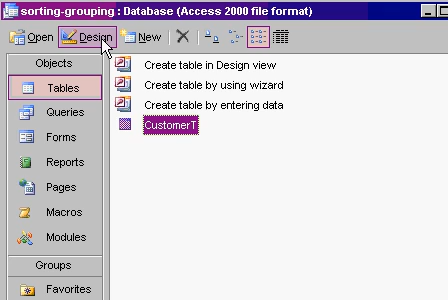 sorting-grouping : Database (Access 2000 file format)
Open Design New
Objects
Tables
Queries
Forms
Reports
Pages
Macros
Modules
Groups
Favorites
Create table in Design view
Create table by using wizard
Create table by entering data
CustomerT